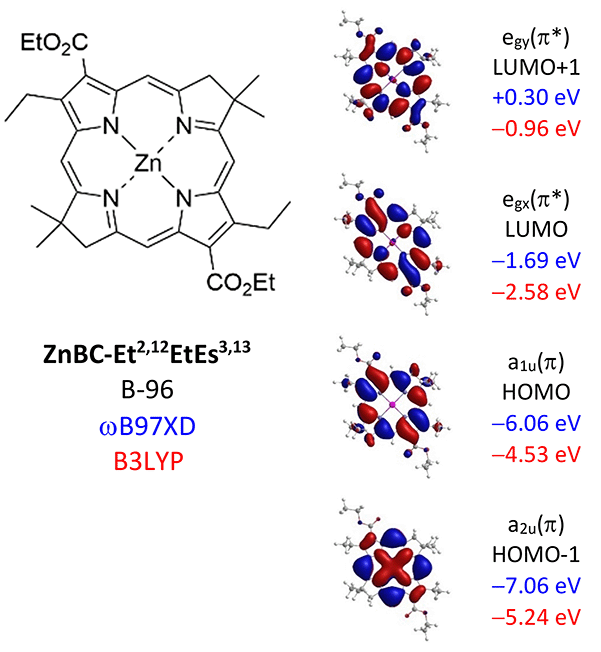 EtO₂C
N
N
Zn
N
N
CO₂Et
ZnBC-Et²,¹²EtEs³,¹³
B-96
ωB97XD
B3LYP
e_gy(π*)
LUMO+1
+0.30 eV
−0.96 eV
e_gx(π*)
LUMO
−1.69 eV
−2.58 eV
a₁ᵤ(π)
HOMO
−6.06 eV
−4.53 eV
a₂ᵤ(π)
HOMO-1
−7.06 eV
−5.24 eV